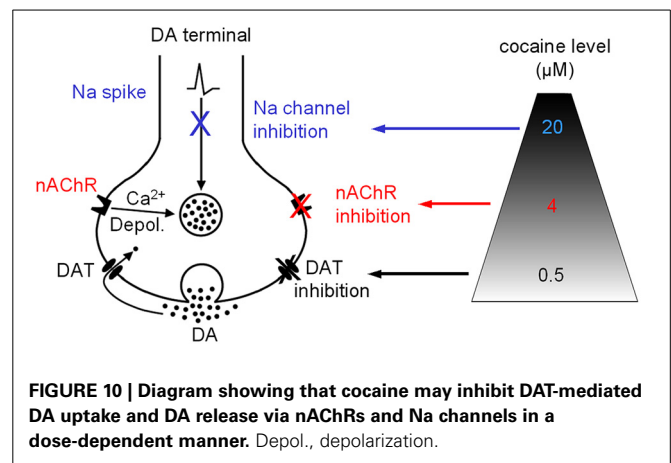 DA terminal
cocaine level
(µM)
Na spike
Na channel
inhibition
20
nAChR
Ca2+
Depol.
nAChR
inhibition
4
DAT
DAT
inhibition
0.5
DA
FIGURE 10 | Diagram showing that cocaine may inhibit DAT-mediated
DA uptake and DA release via nAChRs and Na channels in a
dose-dependent manner. Depol., depolarization.